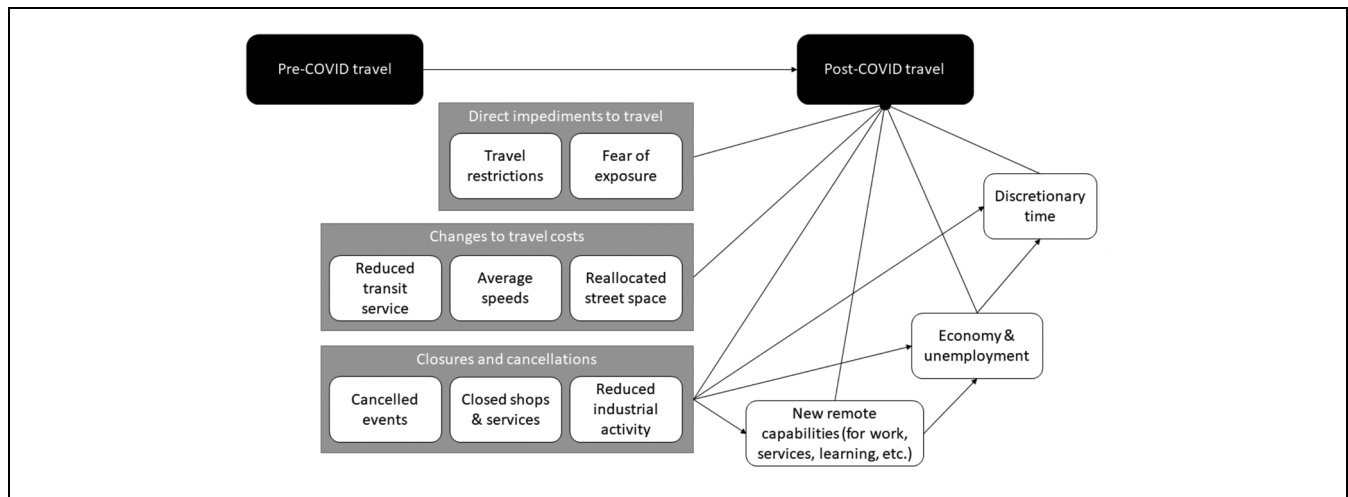 Pre-COVID travel
Post-COVID travel
Direct impediments to travel
Travel
restrictions
Fear of
exposure
Discretionary
time
Changes to travel costs
Reduced
transit
service
Average
speeds
Reallocated
street space
Economy &
unemployment
Closures and cancellations
Cancelled
events
Closed shops
& services
Reduced
industrial
activity
New remote
capabilities (for work,
services, learning, etc.)